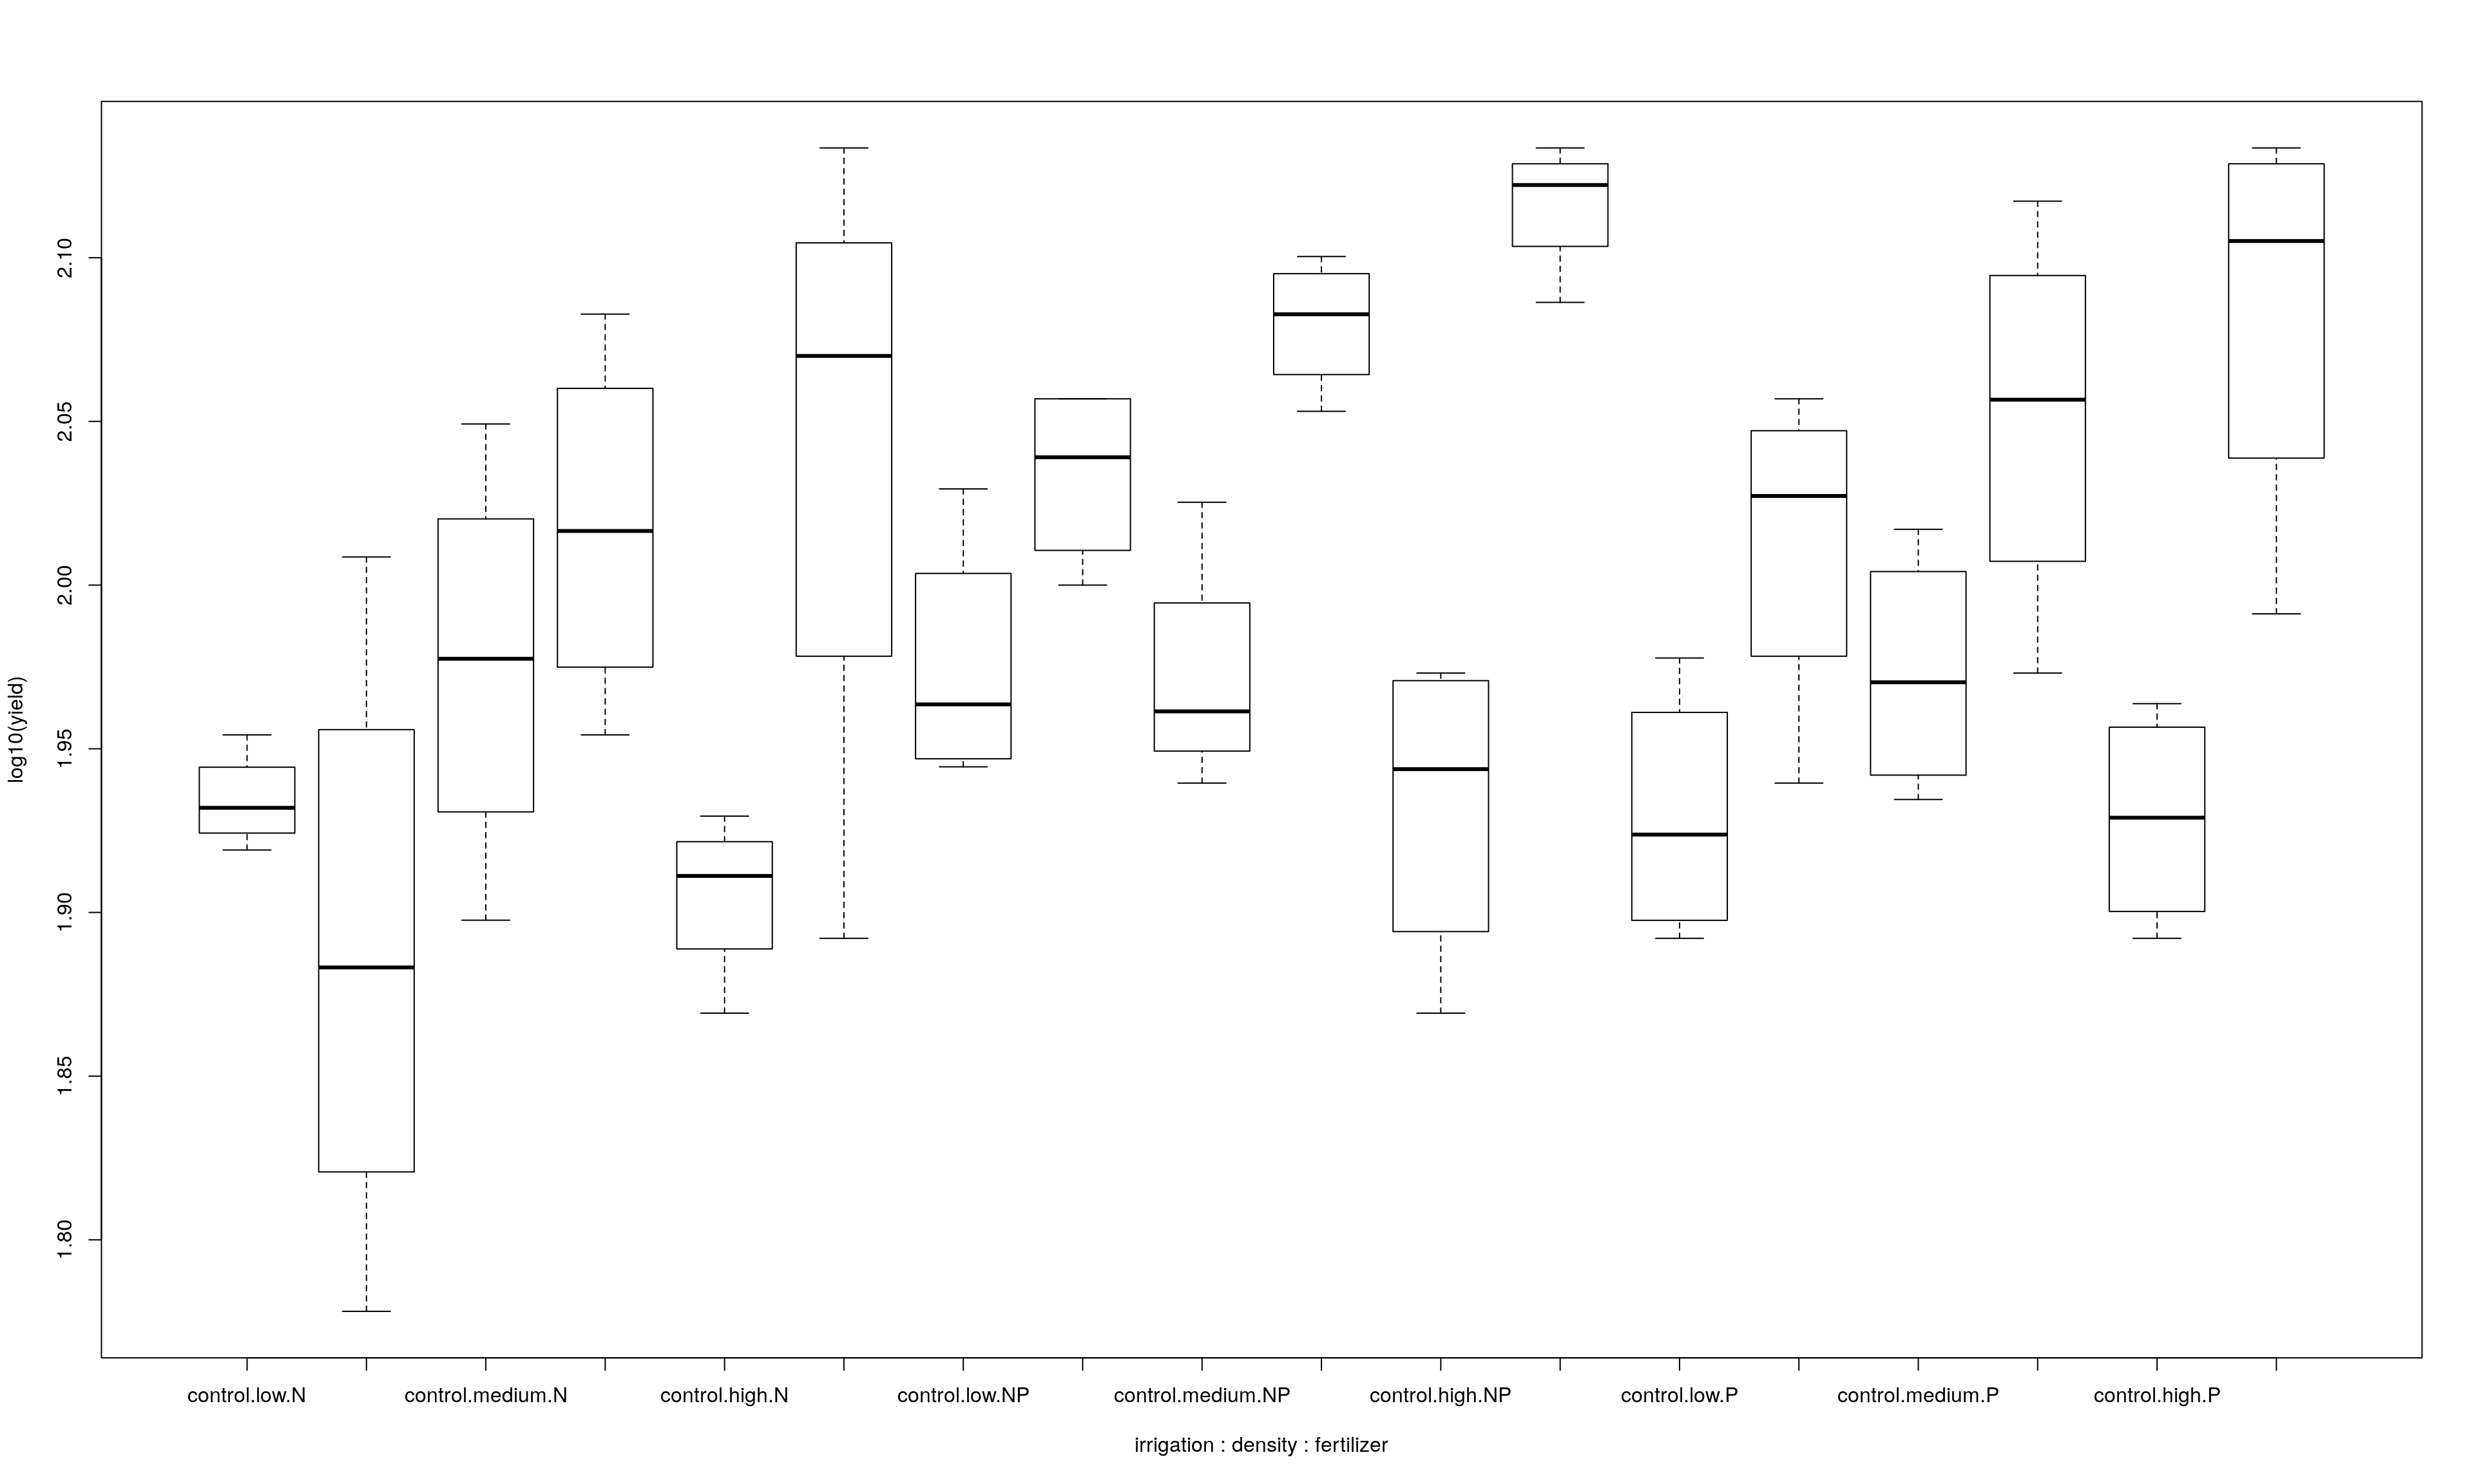 log10(yield)
2.10
2.05
2.00
1.95
1.90
1.85
1.80
control.low.N control.medium.N control.high.N control.low.NP control.medium.NP control.high.NP control.low.P control.medium.P control.high.P
irrigation : density : fertilizer